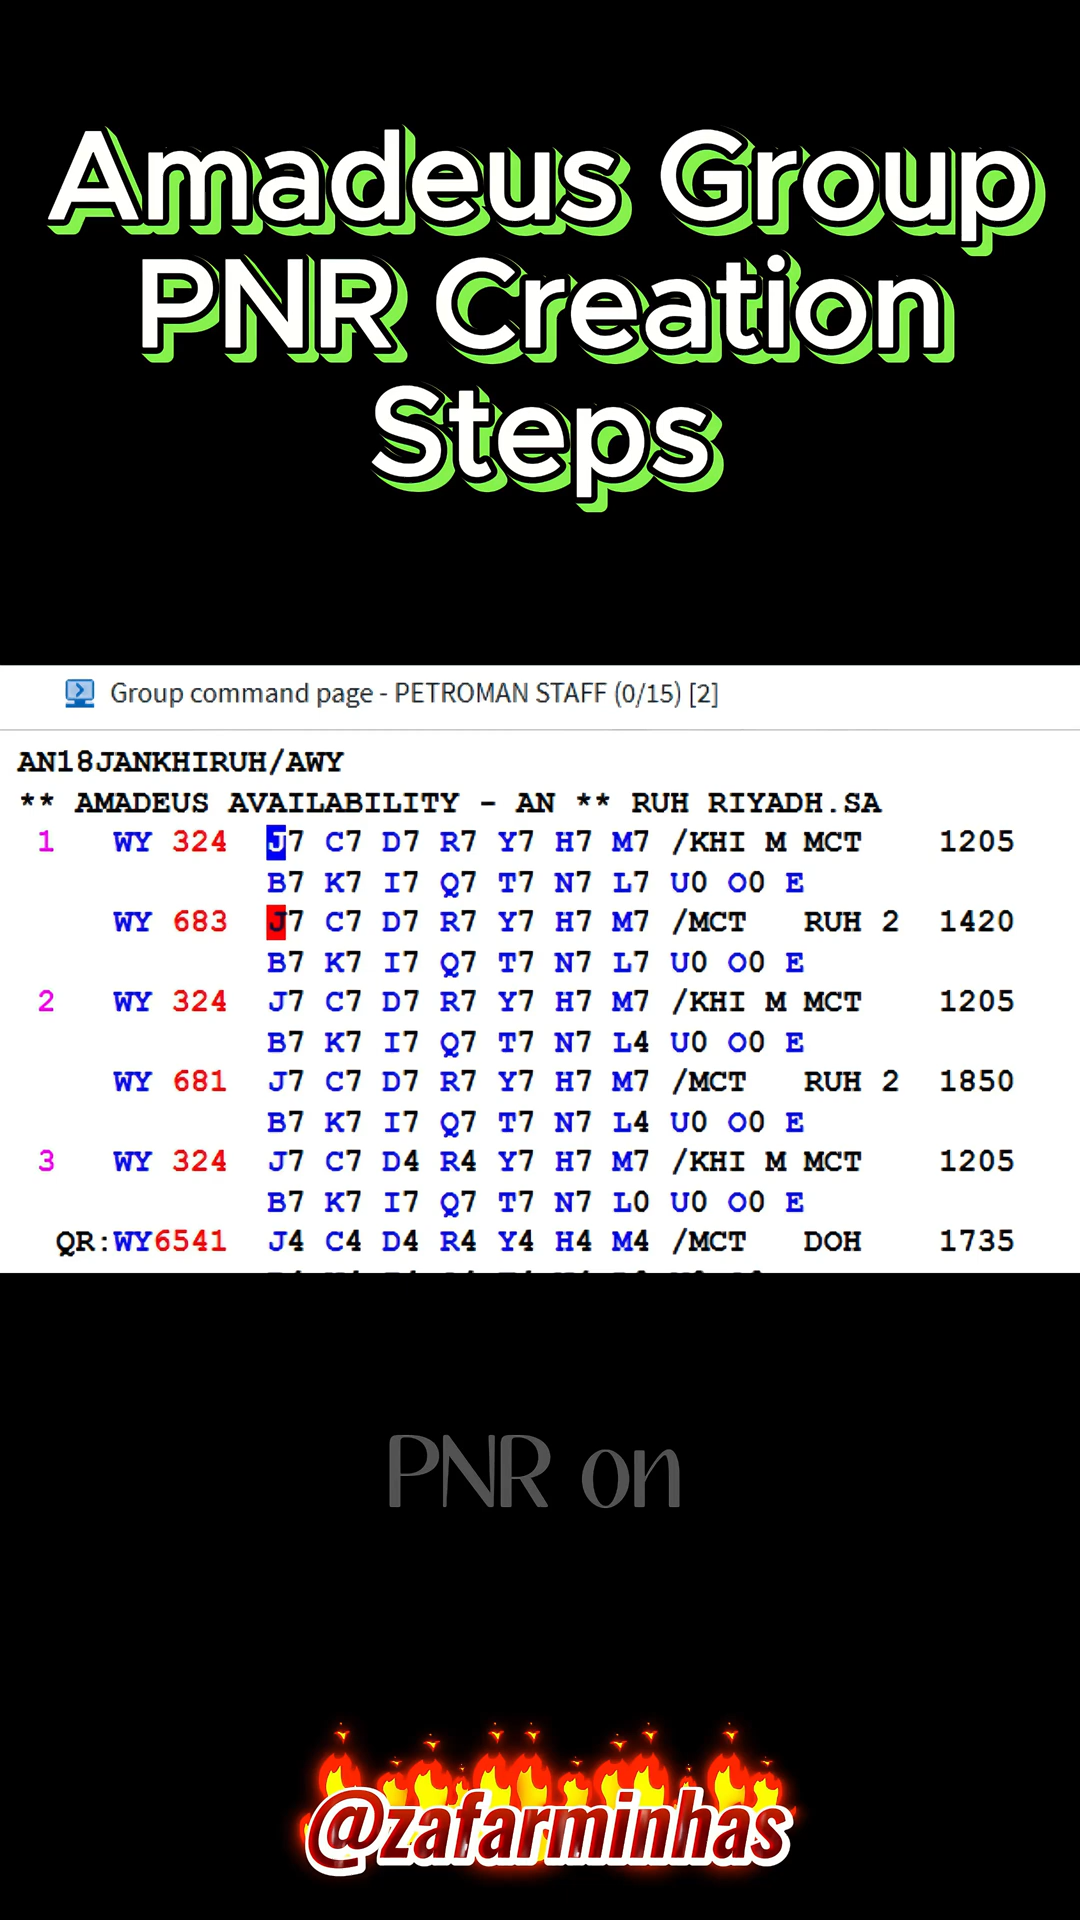 Amadeus Group
PNR Creation
Steps
Group command page - PETROMAN STAFF (0/15) [2]
AN18JANKHIRUH/AWY
** AMADEUS AVAILABILITY - AN ** RUH RIYADH.SA
1 WY 324 J7 C7 D7 R7 Y7 H7 M7 /KHI M MCT 1205
B7 K7 I7 Q7 T7 N7 L7 U0 O0 E
WY 683 J7 C7 D7 R7 Y7 H7 M7 /MCT RUH 2 1420
B7 K7 I7 Q7 T7 N7 L7 U0 O0 E
2 WY 324 J7 C7 D7 R7 Y7 H7 M7 /KHI M MCT 1205
B7 K7 I7 Q7 T7 N7 L4 U0 O0 E
WY 681 J7 C7 D7 R7 Y7 H7 M7 /MCT RUH 2 1850
B7 K7 I7 Q7 T7 N7 L4 U0 O0 E
3 WY 324 J7 C7 D4 R4 Y7 H7 M7 /KHI M MCT 1205
B7 K7 I7 Q7 T7 N7 L0 U0 O0 E
QR:WY6541 J4 C4 D4 R4 Y4 H4 M4 /MCT DOH 1735
PNR on
@zafarminhas